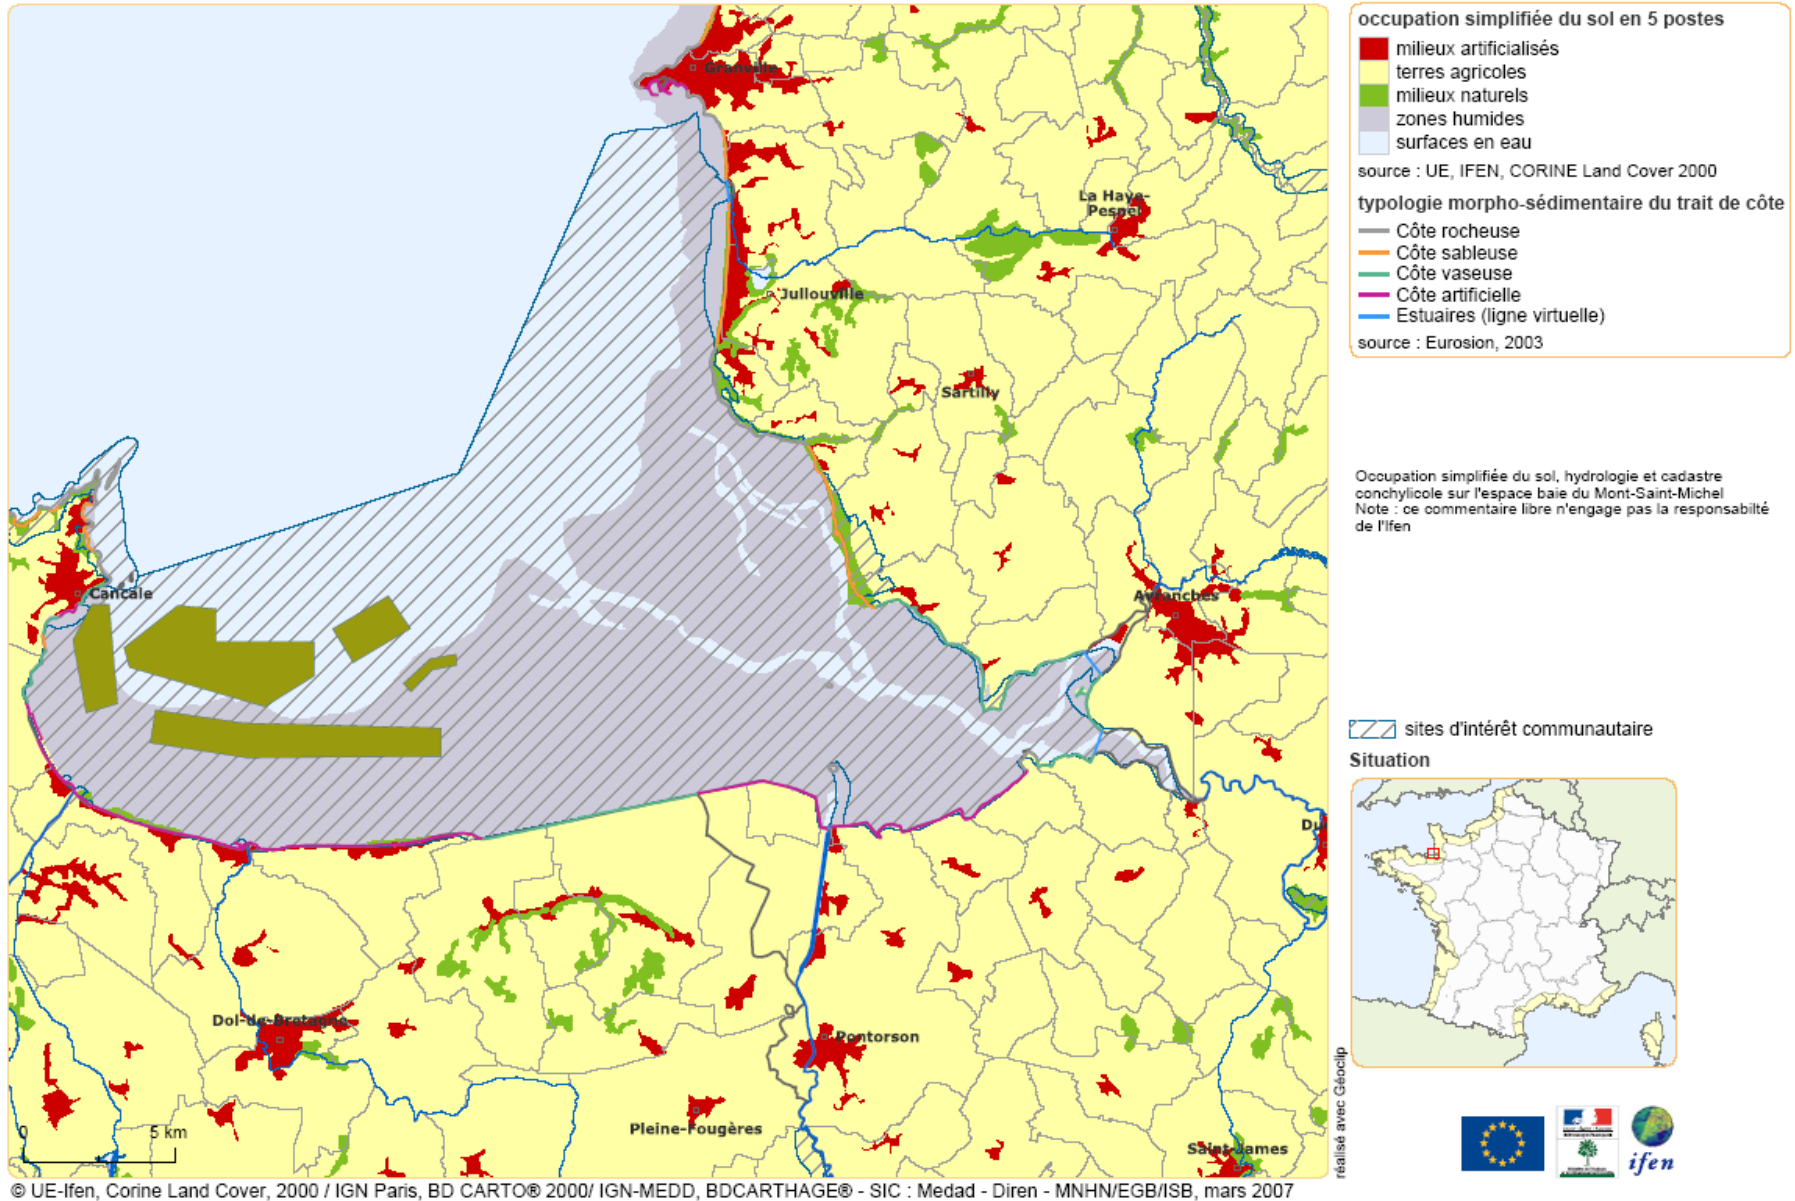 Granville
La Haye-
Pesnel
Jullouville
Sartilly
Cancale
Avranches
Dol-de-Bretagne
Pontorson
Pleine-Fougères
Saint-James
Du
0 5 km
© UE-Ifen, Corine Land Cover, 2000 / IGN Paris, BD CARTO® 2000/ IGN-MEDD, BDCARTHAGE® - SIC : Medad - Diren - MNHN/EGB/ISB, mars 2007
réalisé avec Géoclip
occupation simplifiée du sol en 5 postes
milieux artificialisés
terres agricoles
milieux naturels
zones humides
surfaces en eau
source : UE, IFEN, CORINE Land Cover 2000
typologie morpho-sédimentaire du trait de côte
Côte rocheuse
Côte sableuse
Côte vaseuse
Côte artificielle
Estuaires (ligne virtuelle)
source : Eurosion, 2003
Occupation simplifiée du sol, hydrologie et cadastre
conchylicole sur l'espace baie du Mont-Saint-Michel
Note : ce commentaire libre n'engage pas la responsabilté
de l'Ifen
sites d'intérêt communautaire
Situation
ifen